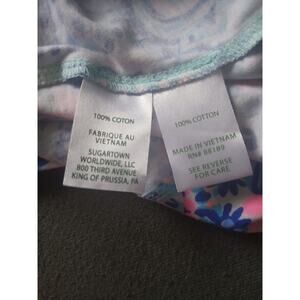 100% COTTON
FABRIQUE AU
VIETNAM
SUGARTOWN
WORLDWIDE, LLC
800 THIRD AVENUE
KING OF PRUSSIA, PA
100% COTTON
MADE IN VIETNAM
RN# 88189
SEE REVERSE
FOR CARE